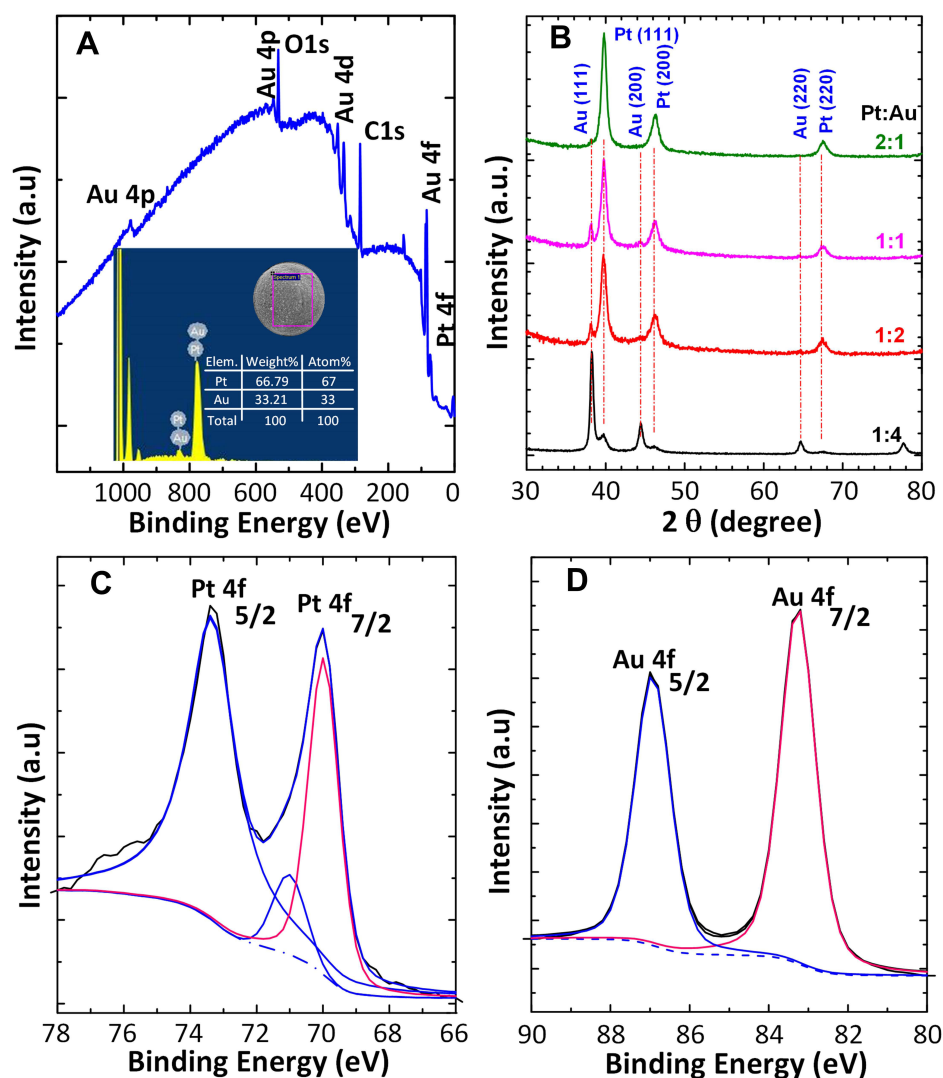 A
Au 4p
O1s
Au 4d
C1s
Au 4f
Au 4p
Pt 4f
Intensity (a.u)
Spectrum 1
Au
Pt
Pt
Au
Elem. Weight% Atom%
Pt 66.79 67
Au 33.21 33
Total 100 100
1000 800 600 400 200 0
Binding Energy (eV)
B
Pt (111)
Au (111)
Au (200)
Pt (200)
Au (220)
Pt (220)
Pt:Au
2:1
1:1
1:2
1:4
Intensity (a.u.)
30 40 50 60 70 80
2 θ (degree)
C
Pt 4f 5/2
Pt 4f 7/2
Intensity (a.u)
78 76 74 72 70 68 66
Binding Energy (eV)
D
Au 4f 7/2
Au 4f 5/2
Intensity (a.u)
90 88 86 84 82 80
Binding Energy (eV)